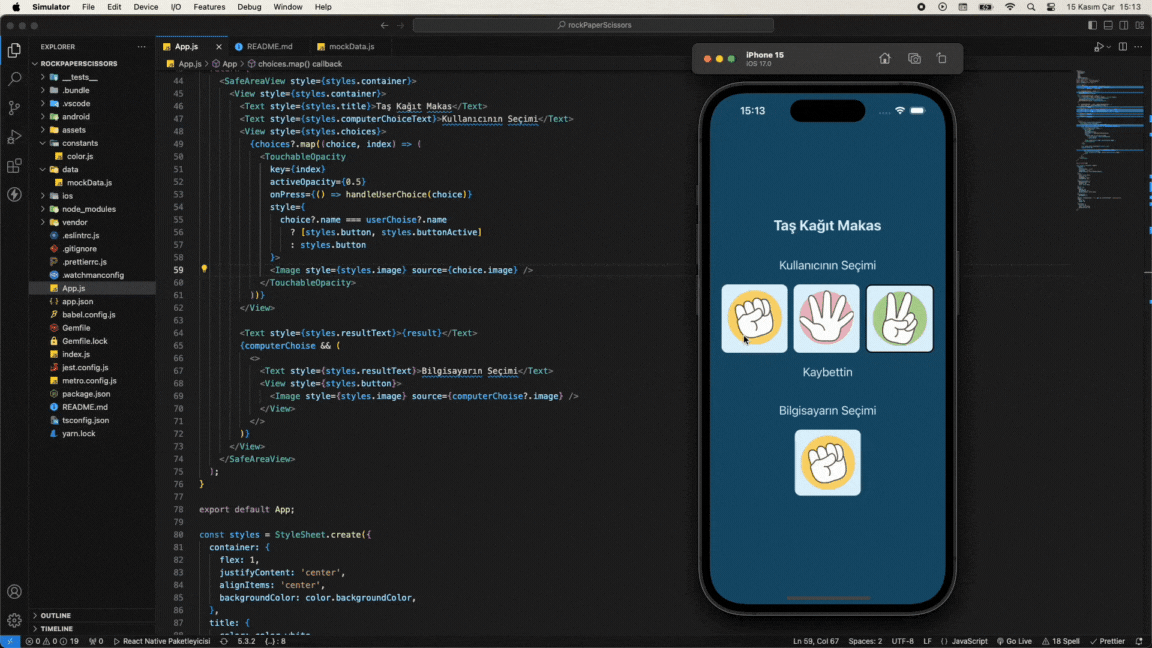 Simulator File Edit Device I/O Features Debug Window Help
15 Kasım Çar 15:13
rockPaperScissors
EXPLORER
ROCKPAPERSCISSORS
__tests__
.bundle
.vscode
android
assets
constants
color.js
data
mockData.js
ios
node_modules
vendor
.eslintrc.js
.gitignore
.prettierrc.js
.watchmanconfig
App.js
app.json
babel.config.js
Gemfile
Gemfile.lock
index.js
jest.config.js
metro.config.js
package.json
README.md
tsconfig.json
yarn.lock
OUTLINE
TIMELINE
App.js README.md mockData.js
App.js > App > choices.map() callback
44 <SafeAreaView style={styles.container}>
45 <View style={styles.container}>
46 <Text style={styles.title}>Taş Kağıt Makas</Text>
47 <Text style={styles.computerChoiceText}>Kullanıcının Seçimi</Text>
48 <View style={styles.choices}>
49 {choices?.map((choice, index) => (
50 <TouchableOpacity
51 key={index}
52 activeOpacity={0.5}
53 onPress={() => handleUserChoice(choice)}
54 style={
55 choice?.name === userChoise?.name
56 ? [styles.button, styles.buttonActive]
57 : styles.button
58 }>
59 <Image style={styles.image} source={choice.image} />
60 </TouchableOpacity>
61 ))}
62 </View>
63
64 <Text style={styles.resultText}>{result}</Text>
65 {computerChoise && (
66 <>
67 <Text style={styles.resultText}>Bilgisayarın Seçimi</Text>
68 <View style={styles.button}>
69 <Image style={styles.image} source={computerChoise?.image} />
70 </View>
71 </>
72 )}
73 </View>
74 </SafeAreaView>
75 );
76 }
77
78 export default App;
79
80 const styles = StyleSheet.create({
81 container: {
82 flex: 1,
83 justifyContent: 'center',
84 alignItems: 'center',
85 backgroundColor: color.backgroundColor,
86 },
87 title: {
iPhone 15
iOS 17.0
15:13
Taş Kağıt Makas
Kullanıcının Seçimi
Kaybettin
Bilgisayarın Seçimi
0 0 19 0 React Native Paketleyicisi 5.3.2 {..} : 8
Ln 59, Col 67 Spaces: 2 UTF-8 LF JavaScript Go Live 18 Spell Prettier